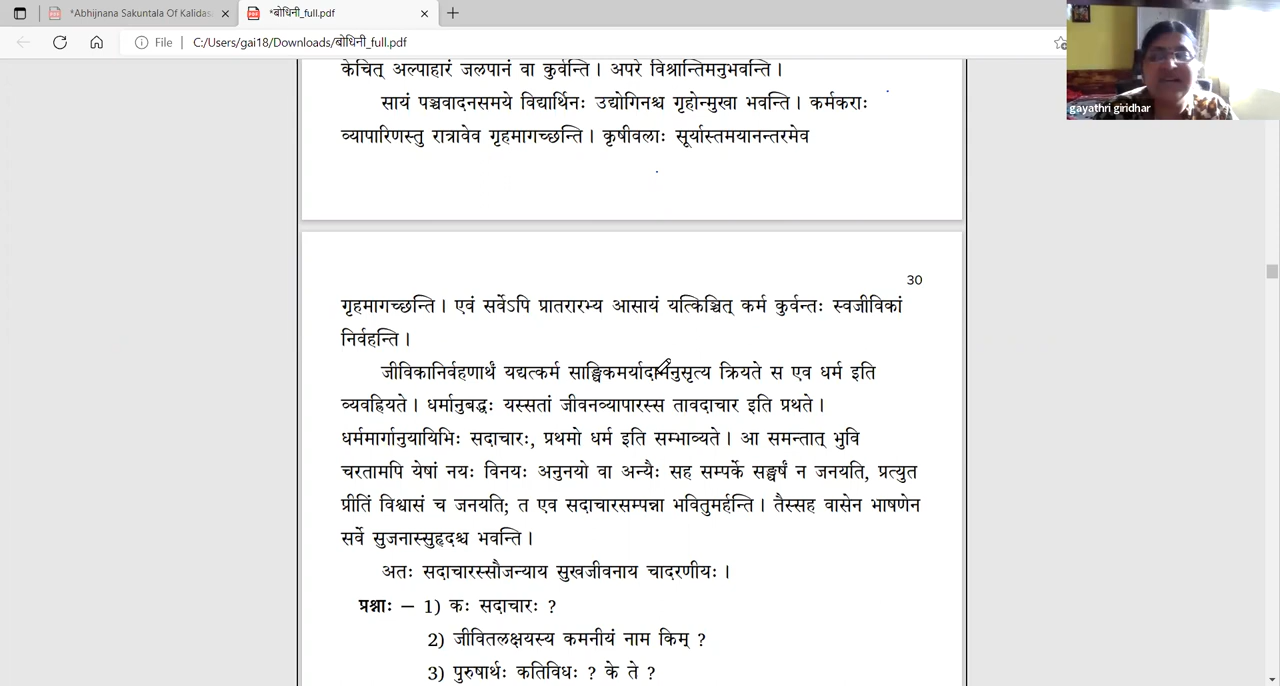 *Abhijnana Sakuntala Of Kalidas
*बोधिनी_full.pdf
File
C:/Users/gai18/Downloads/बोधिनी_full.pdf
gayathri giridhar
केचित् अल्पाहारं जलपानं वा कुर्वन्ति । अपरे विश्रान्तिमनुभवन्ति ।
सायं पञ्चवादनसमये विद्यार्थिनः उद्योगिनश्च गृहोन्मुखा भवन्ति । कर्मकराः
व्यापारिणस्तु रात्रावेव गृहमागच्छन्ति । कृषीवलाः सूर्यास्तमयानन्तरमेव
30
गृहमागच्छन्ति । एवं सर्वेऽपि प्रातरारभ्य आसायं यत्किञ्चित् कर्म कुर्वन्तः स्वजीविकां
निर्वहन्ति ।
जीविकानिर्वहणार्थं यद्यत्कर्म साङ्घिकमर्यादामनुसृत्य क्रियते स एव धर्म इति
व्यवह्रियते । धर्मानुबद्धः यस्सतां जीवनव्यापारस्स तावदाचार इति प्रथते ।
धर्ममार्गानुयायिभिः सदाचारः, प्रथमो धर्म इति सम्भाव्यते । आ समन्तात् भुवि
चरतामपि येषां नयः विनयः अनुनयो वा अन्यैः सह सम्पर्के सङ्घर्षं न जनयति, प्रत्युत
प्रीतिं विश्वासं च जनयति; त एव सदाचारसम्पन्ना भवितुमर्हन्ति । तैस्सह वासेन भाषणेन
सर्वे सुजनास्सुहृदश्च भवन्ति ।
अतः सदाचारस्सौजन्याय सुखजीवनाय चादरणीयः ।
प्रश्नाः – 1) कः सदाचारः ?
2) जीवितलक्षयस्य कमनीयं नाम किम् ?
3) पुरुषार्थः कतिविधः ? के ते ?